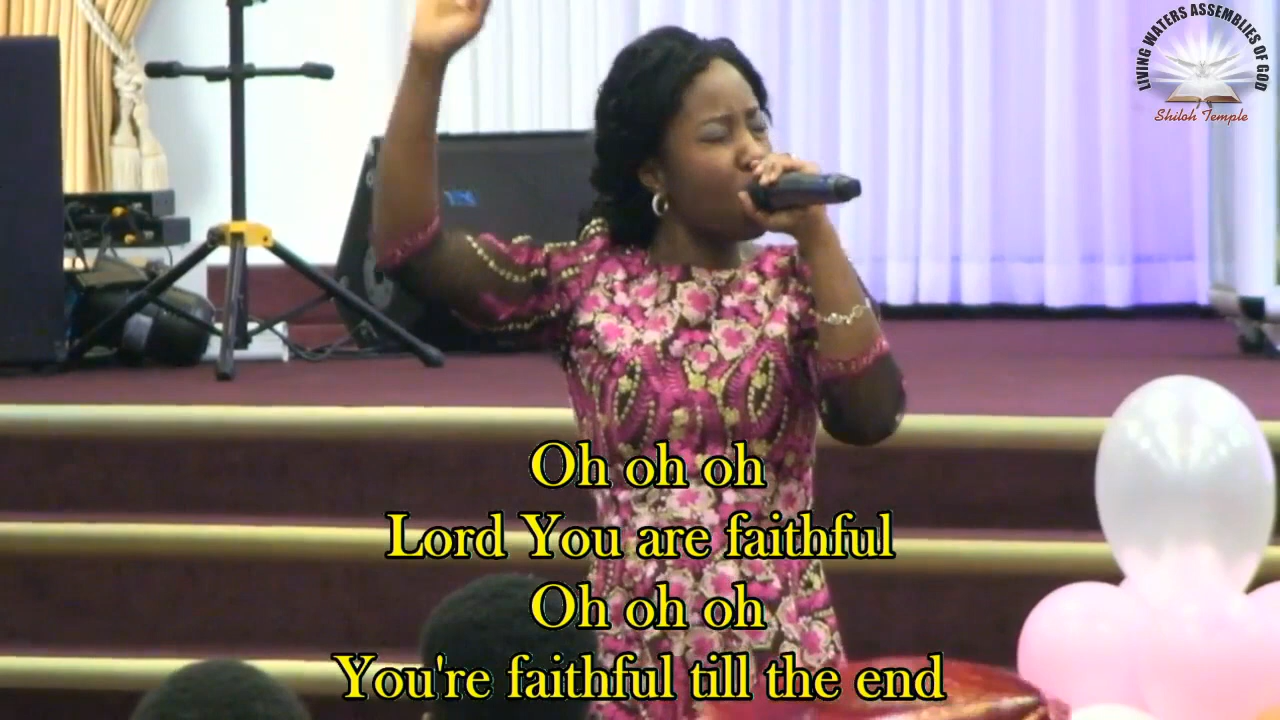 LIVING WATERS ASSEMBLIES OF GOD
Shiloh Temple
Oh oh oh
Lord You are faithful
Oh oh oh
You're faithful till the end